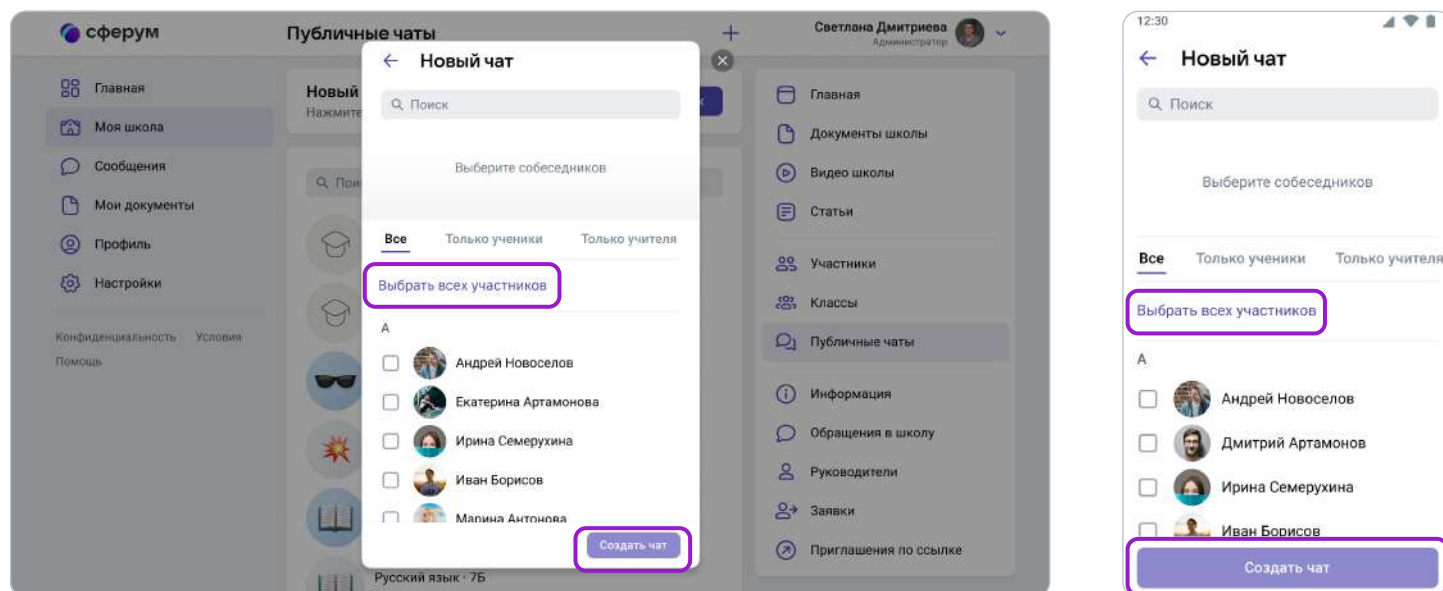 сферум
Публичные чаты
Светлана Дмитриева
Администратор
Главная
Моя школа
Сообщения
Мои документы
Профиль
Настройки
Конфиденциальность Условия
Помощь
Новый
Нажмите
Русский язык · 7Б
Новый чат
Поиск
Выберите собеседников
Все Только ученики Только учителя
Выбрать всех участников
А
Андрей Новоселов
Екатерина Артамонова
Ирина Семерухина
Иван Борисов
Марина Антонова
Создать чат
Главная
Документы школы
Видео школы
Статьи
Участники
Классы
Публичные чаты
Информация
Обращения в школу
Руководители
Заявки
Приглашения по ссылке
12:30
Новый чат
Поиск
Выберите собеседников
Все Только ученики Только учителя
Выбрать всех участников
А
Андрей Новоселов
Дмитрий Артамонов
Ирина Семерухина
Иван Борисов
Создать чат